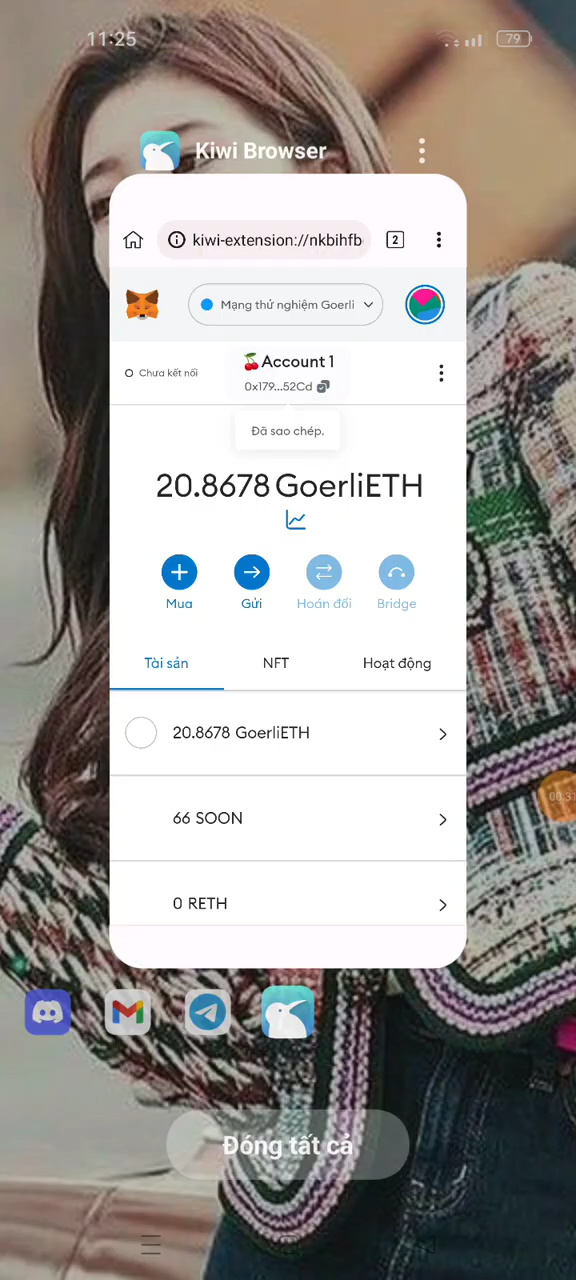 11:25
79
Kiwi Browser
kiwi-extension://nkbihfb
2
Mạng thử nghiệm Goerli
Chưa kết nối
🍒Account 1
0x179...52Cd
Đã sao chép.
20.8678 GoerliETH
Mua
Gửi
Hoán đổi
Bridge
Tài sản
NFT
Hoạt động
20.8678 GoerliETH
66 SOON
00:31
0 RETH
Đóng tất cả